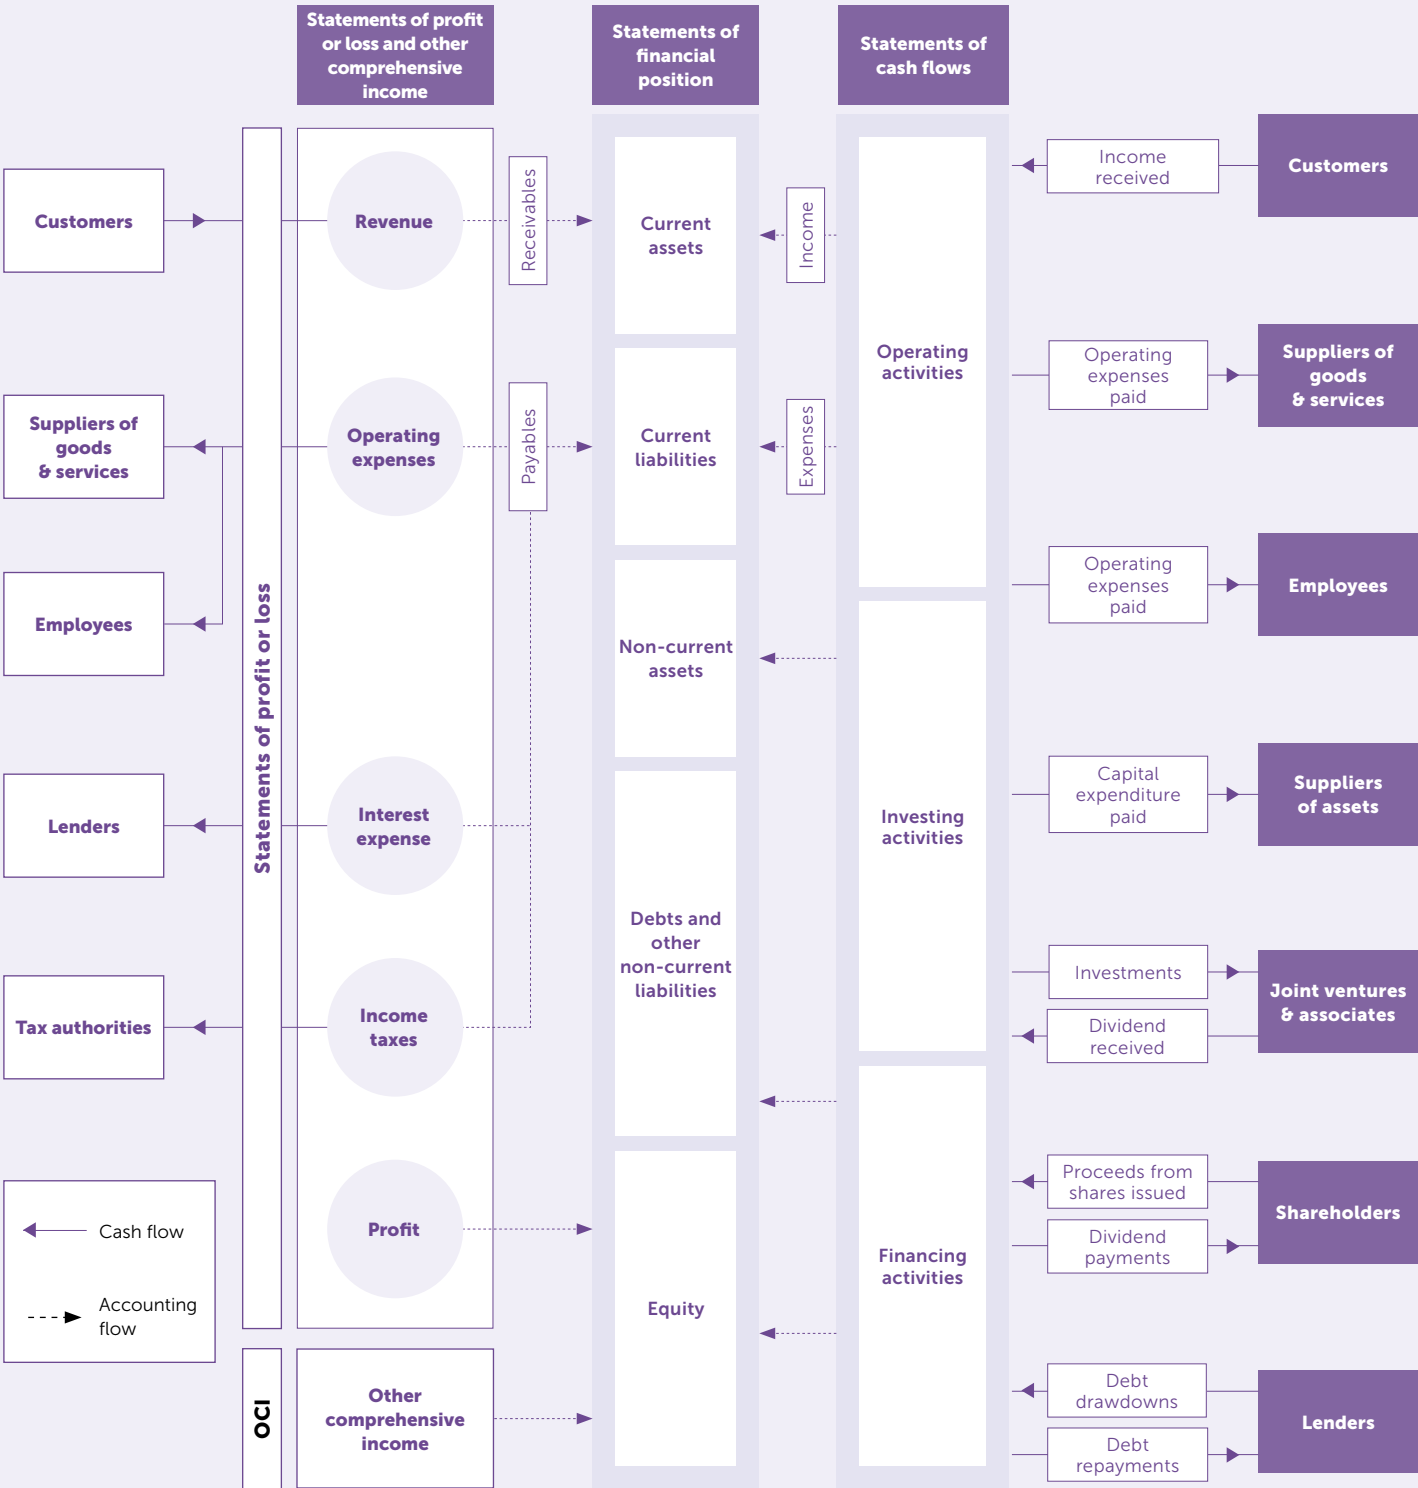 Statements of profit
or loss and other
comprehensive
income
Statements of
financial
position
Statements of
cash flows
Customers
Suppliers of
goods
& services
Employees
Lenders
Tax authorities
Cash flow
Accounting
flow
Statements of profit or loss
OCI
Revenue
Operating
expenses
Interest
expense
Income
taxes
Profit
Other
comprehensive
income
Receivables
Payables
Current
assets
Current
liabilities
Non-current
assets
Debts and
other
non-current
liabilities
Equity
Income
Expenses
Operating
activities
Investing
activities
Financing
activities
Income
received
Operating
expenses
paid
Operating
expenses
paid
Capital
expenditure
paid
Investments
Dividend
received
Proceeds from
shares issued
Dividend
payments
Debt
drawdowns
Debt
repayments
Customers
Suppliers of
goods
& services
Employees
Suppliers
of assets
Joint ventures
& associates
Shareholders
Lenders